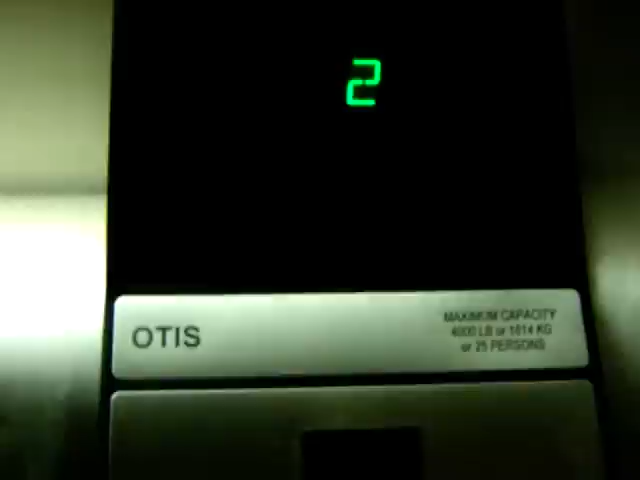 2
OTIS
MAXIMUM CAPACITY
4000 LB or 1814 KG
or 25 PERSONS